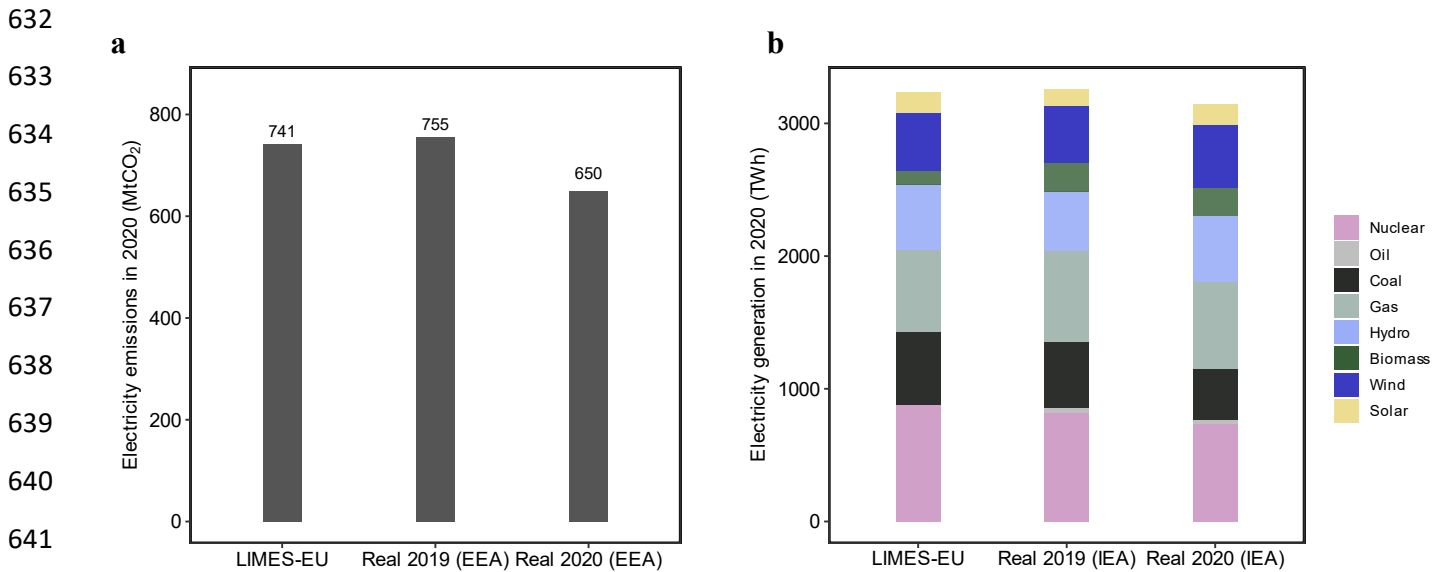 632
633
634
635
636
637
638
639
640
641
a
Electricity emissions in 2020 (MtCO₂)
800
600
400
200
0
741
755
650
LIMES-EU
Real 2019 (EEA)
Real 2020 (EEA)
b
Electricity generation in 2020 (TWh)
3000
2000
1000
0
LIMES-EU
Real 2019 (IEA)
Real 2020 (IEA)
Nuclear
Oil
Coal
Gas
Hydro
Biomass
Wind
Solar